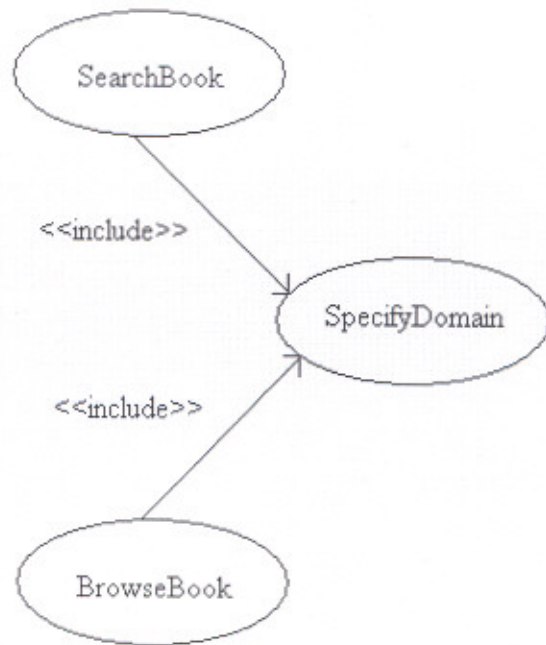 SearchBook
<<include>>
SpecifyDomain
<<include>>
BrowseBook